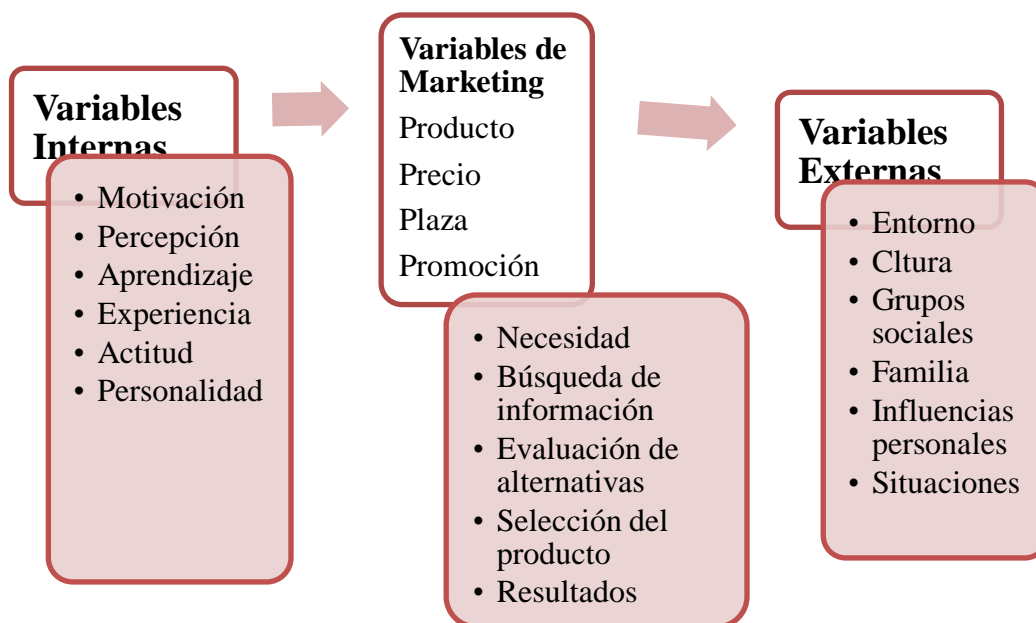 Variables
Internas
• Motivación
• Percepción
• Aprendizaje
• Experiencia
• Actitud
• Personalidad
Variables de
Marketing
Producto
Precio
Plaza
Promoción
• Necesidad
• Búsqueda de
información
• Evaluación de
alternativas
• Selección del
producto
• Resultados
Variables
Externas
• Entorno
• Cltura
• Grupos
sociales
• Familia
• Influencias
personales
• Situaciones